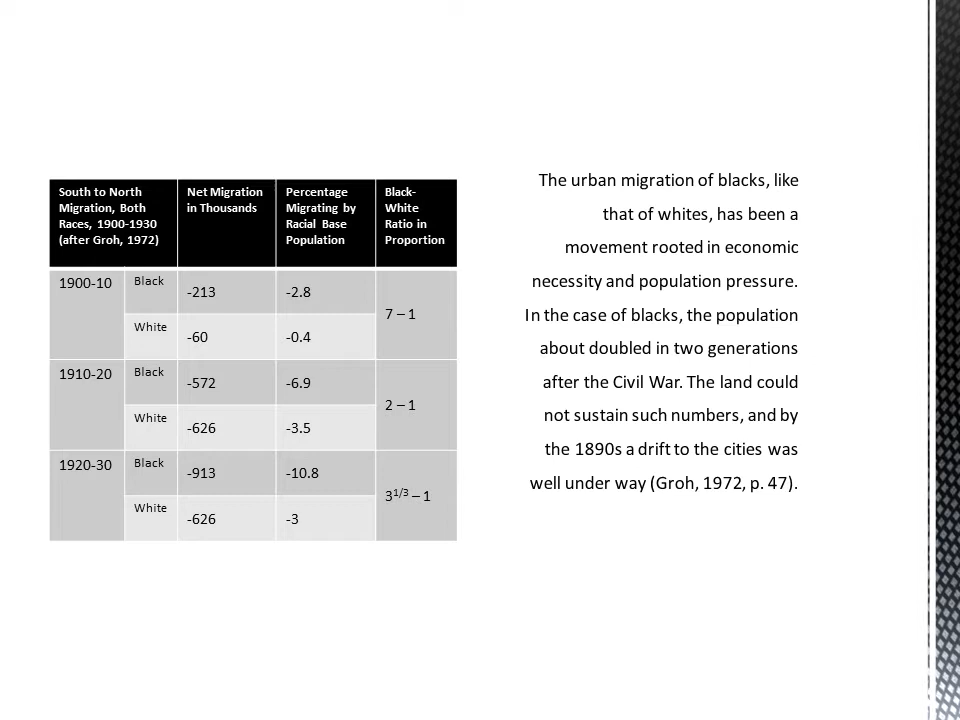 South to North Migration, Both Races, 1900-1930 (after Groh, 1972) Net Migration in Thousands Percentage Migrating by Racial Base Population Black-White Ratio in Proportion
1900-10 Black -213 -2.8 7 – 1
White -60 -0.4
1910-20 Black -572 -6.9 2 – 1
White -626 -3.5
1920-30 Black -913 -10.8 3 1/3 – 1
White -626 -3
The urban migration of blacks, like
that of whites, has been a
movement rooted in economic
necessity and population pressure.
In the case of blacks, the population
about doubled in two generations
after the Civil War. The land could
not sustain such numbers, and by
the 1890s a drift to the cities was
well under way (Groh, 1972, p. 47).